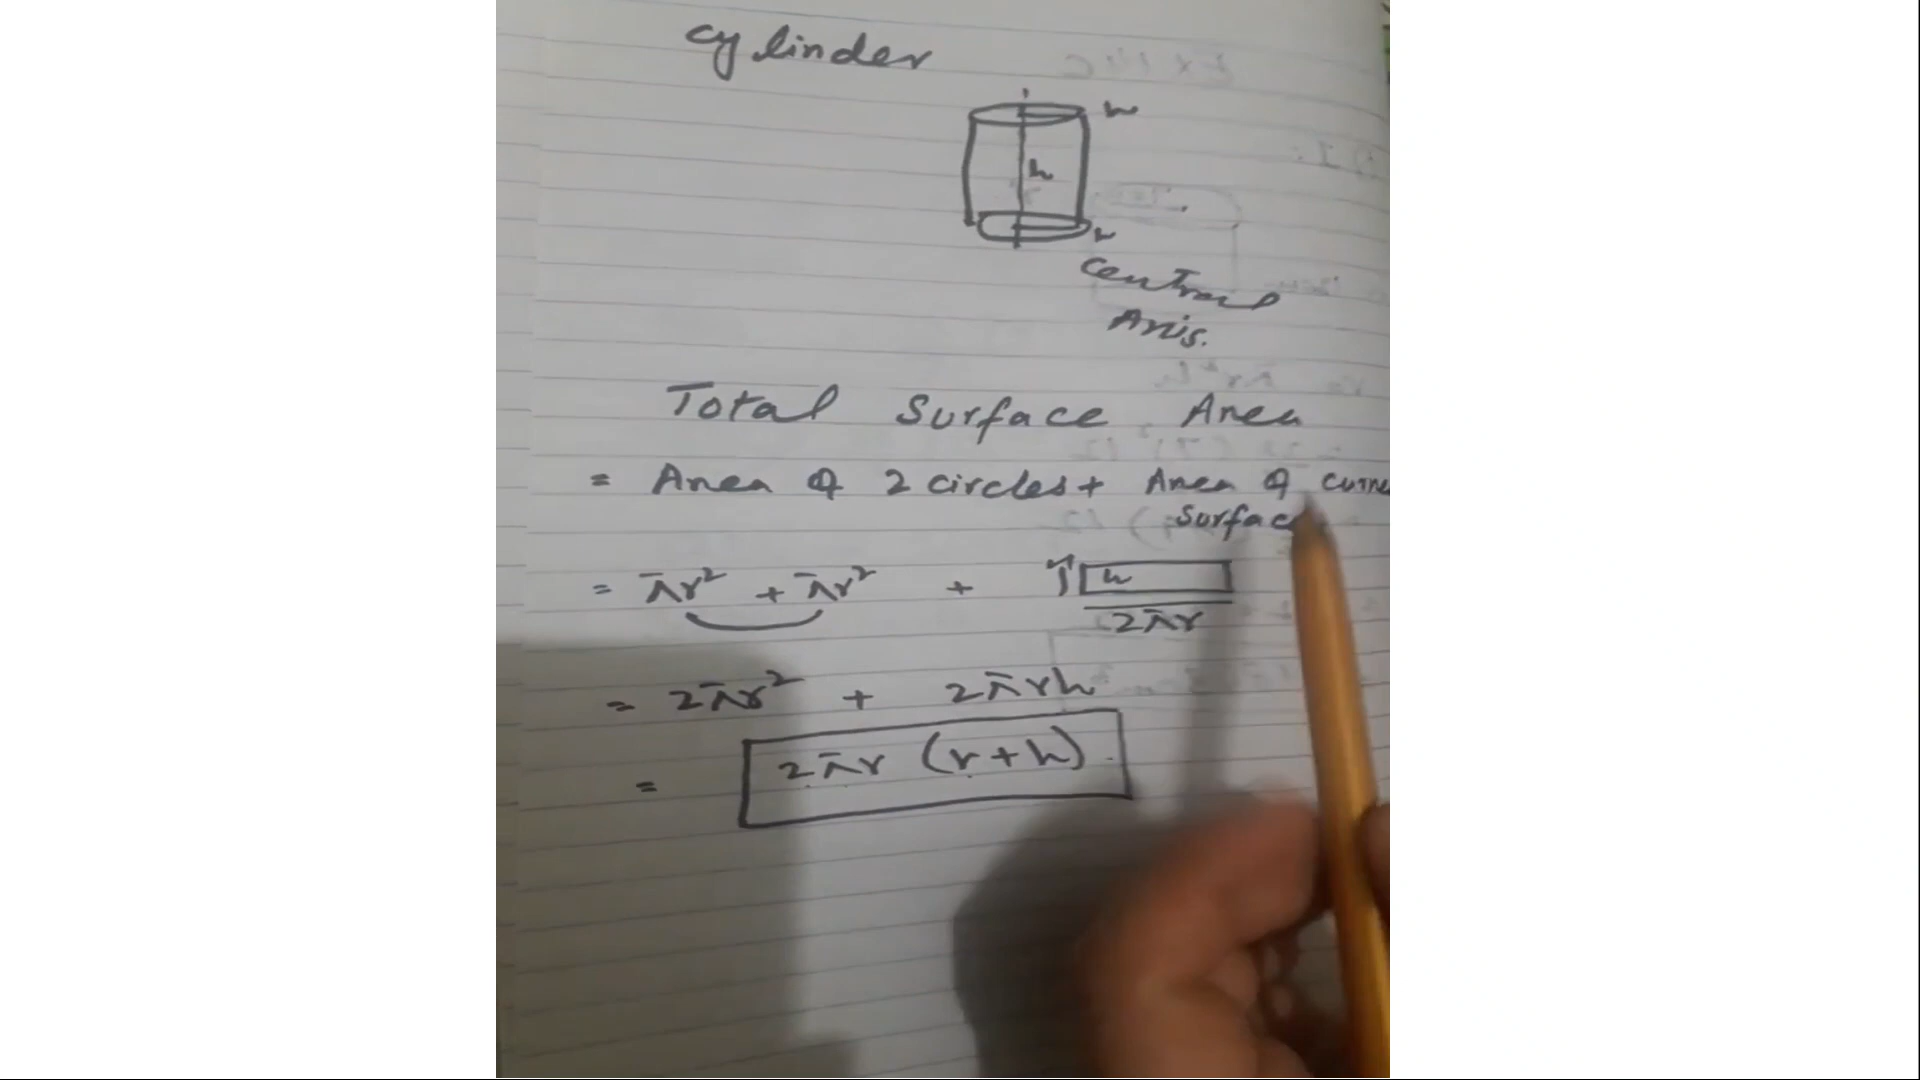 cylinder
r
h
r
Central
Axis.
Total Surface Area
= Area of 2 circles + Area of curve
Surface
= πr² + πr² + h
2πr
= 2πr² + 2πrh
= 2πr (r+h)